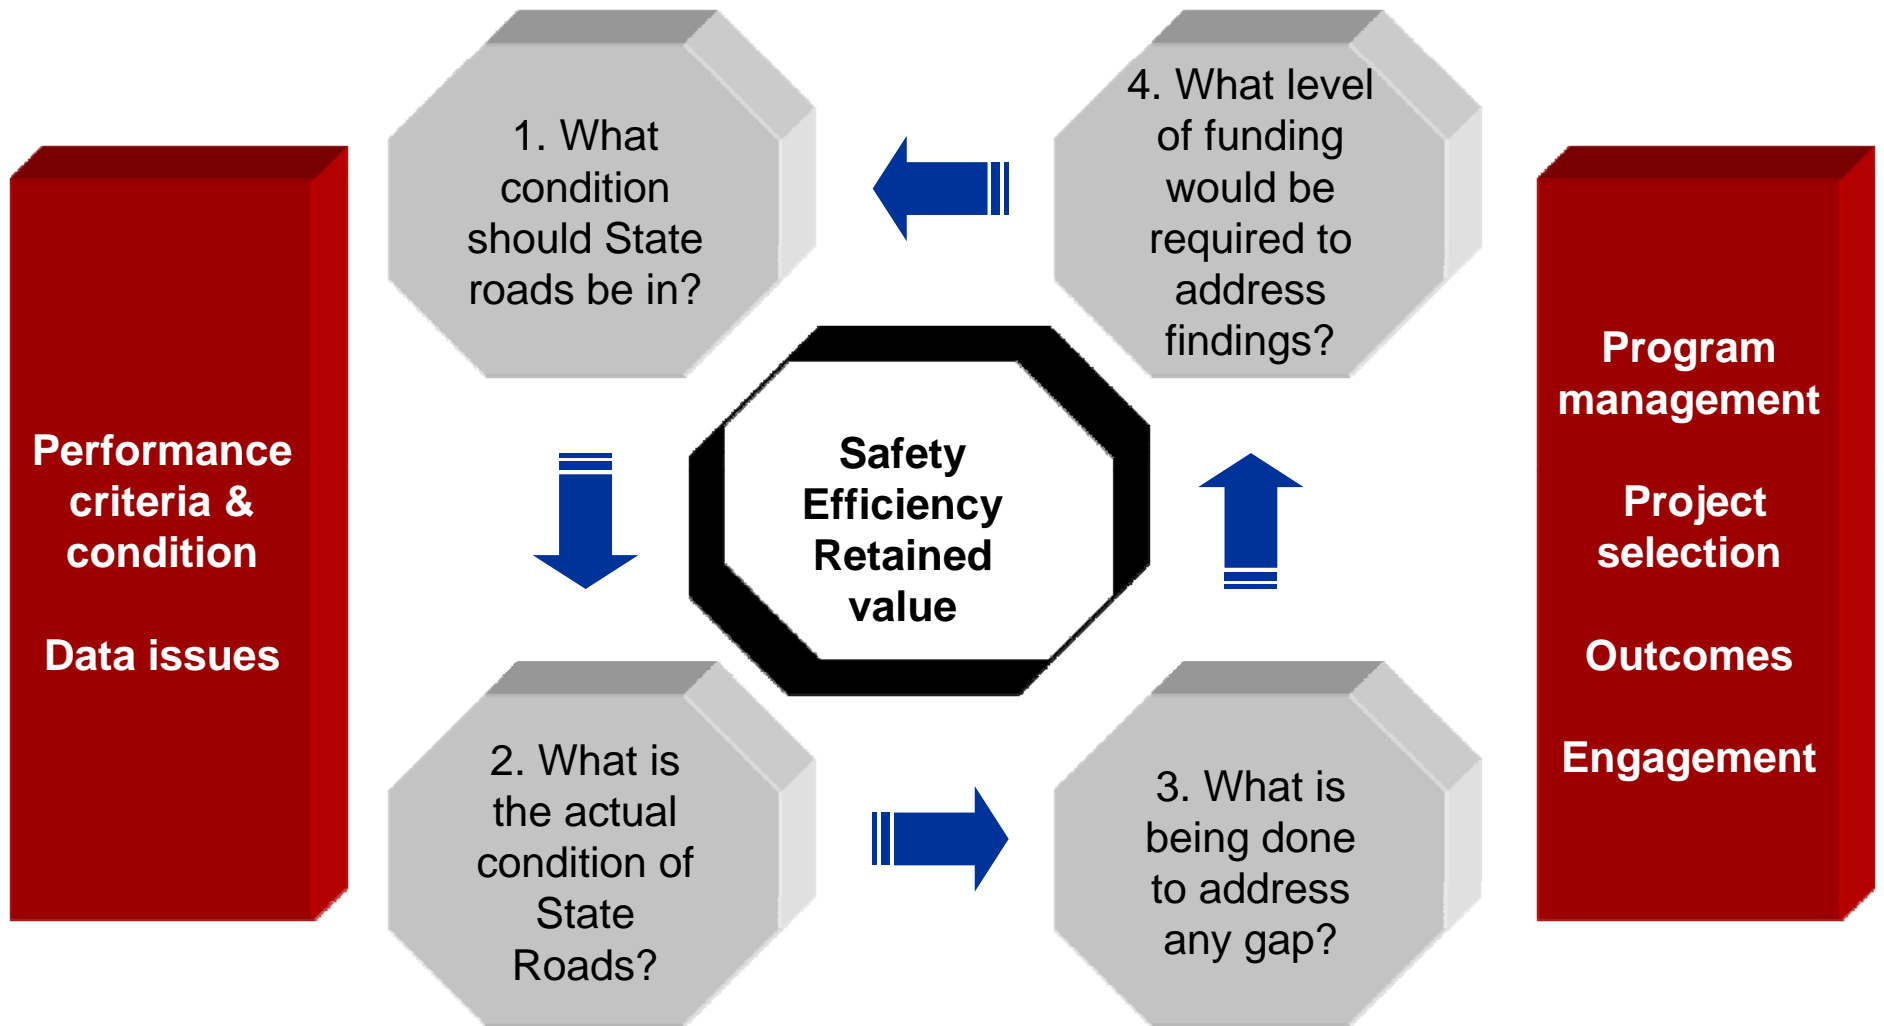 Performance
criteria &
condition
Data issues
1. What
condition
should State
roads be in?
4. What level
of funding
would be
required to
address
findings?
Safety
Efficiency
Retained
value
2. What is
the actual
condition of
State
Roads?
3. What is
being done
to address
any gap?
Program
management
Project
selection
Outcomes
Engagement